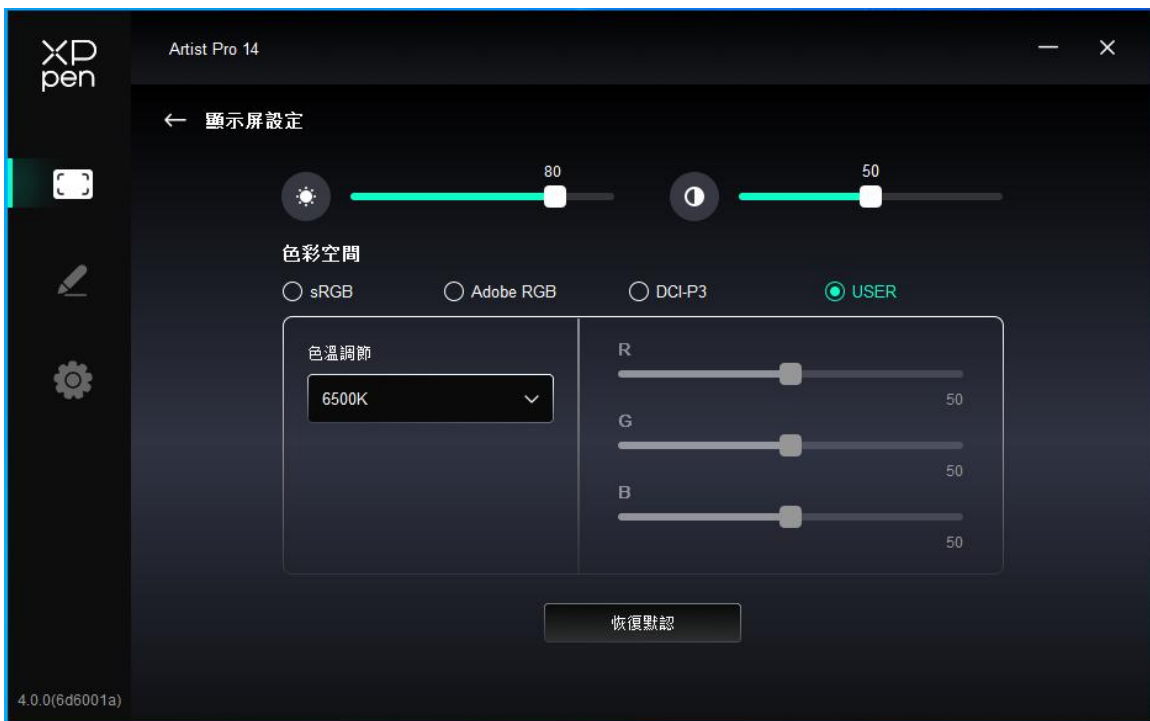 XP
pen
Artist Pro 14
顯示屏設定
80
50
色彩空間
sRGB
Adobe RGB
DCI-P3
USER
色溫調節
6500K
R
50
G
50
B
50
恢復默認
4.0.0(6d6001a)